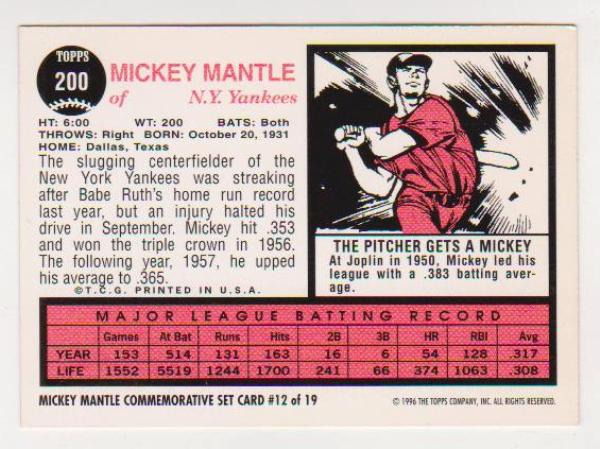 TOPPS
200
MICKEY MANTLE
of N.Y. Yankees
HT: 6:00 WT: 200 BATS: Both
THROWS: Right BORN: October 20, 1931
HOME: Dallas, Texas
The slugging centerfielder of the
New York Yankees was streaking
after Babe Ruth's home run record
last year, but an injury halted his
drive in September. Mickey hit .353
and won the triple crown in 1956.
The following year, 1957, he upped
his average to .365.
©T.C.G. PRINTED IN U.S.A.
THE PITCHER GETS A MICKEY
At Joplin in 1950, Mickey led his
league with a .383 batting aver-
age.
MAJOR LEAGUE BATTING RECORD
Games At Bat Runs Hits 2B 3B HR RBI Avg
YEAR 153 514 131 163 16 6 54 128 .317
LIFE 1552 5519 1244 1700 241 66 374 1063 .308
MICKEY MANTLE COMMEMORATIVE SET CARD #12 of 19
© 1996 THE TOPPS COMPANY, INC. ALL RIGHTS RESERVED.